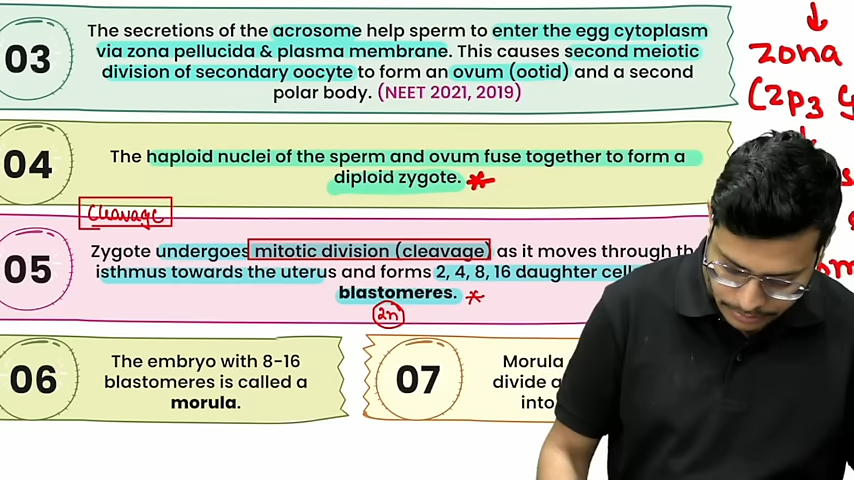 03
The secretions of the acrosome help sperm to enter the egg cytoplasm
via zona pellucida & plasma membrane. This causes second meiotic
division of secondary oocyte to form an ovum (ootid) and a second
polar body. (NEET 2021, 2019)
zona
(2P3
04
The haploid nuclei of the sperm and ovum fuse together to form a
diploid zygote.
Cleavage
05
Zygote undergoes mitotic division (cleavage) as it moves through th
isthmus towards the uterus and forms 2, 4, 8, 16 daughter cell
blastomeres.
2n
06
The embryo with 8-16
blastomeres is called a
morula.
07
Morula
divide a
into